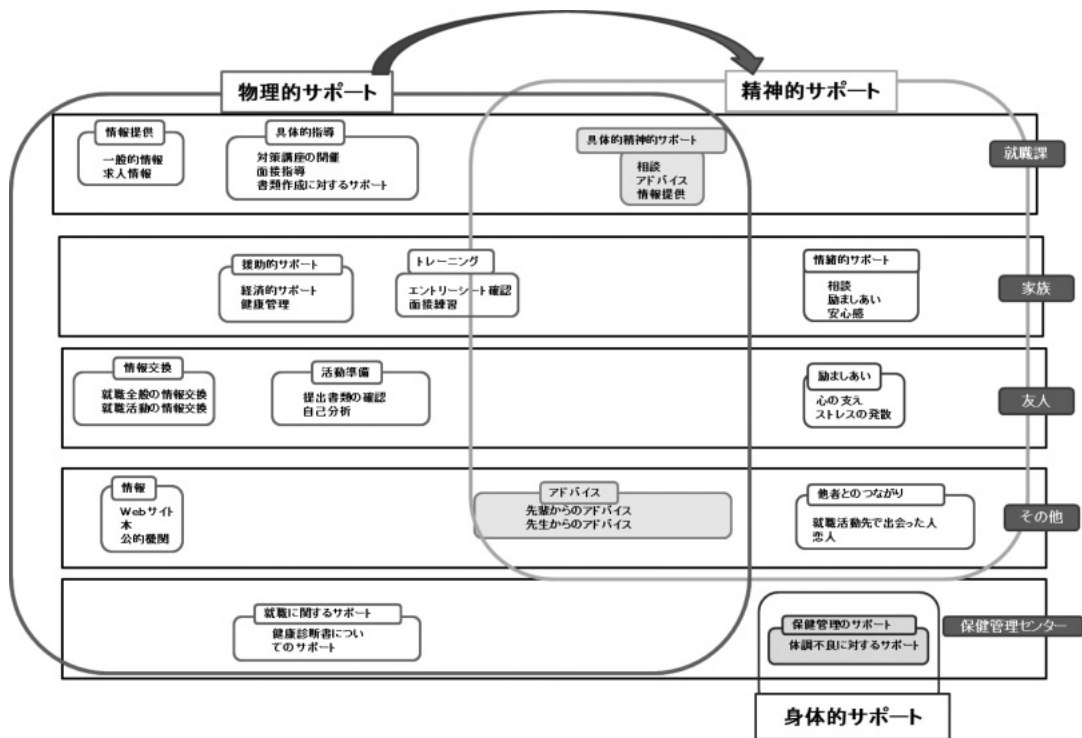 物理的サポート
精神的サポート
情報提供
一般的情報
求人情報
具体的指導
対策講座の開催
面接指導
書類作成に対するサポート
具体的精神的サポート
相談
アドバイス
情報提供
就職課
援助的サポート
経済的サポート
健康管理
トレーニング
エントリーシート確認
面接練習
情緒的サポート
相談
励ましあい
安心感
家族
情報交換
就職全般の情報交換
就職活動の情報交換
活動準備
提出書類の確認
自己分析
励ましあい
心の支え
ストレスの発散
友人
情報
Webサイト
本
公的機関
アドバイス
先輩からのアドバイス
先生からのアドバイス
他者とのつながり
就職活動先で出会った人
恋人
その他
就職に関するサポート
健康診断書につい
てのサポート
保健管理のサポート
体調不良に対するサポート
保健管理センター
身体的サポート